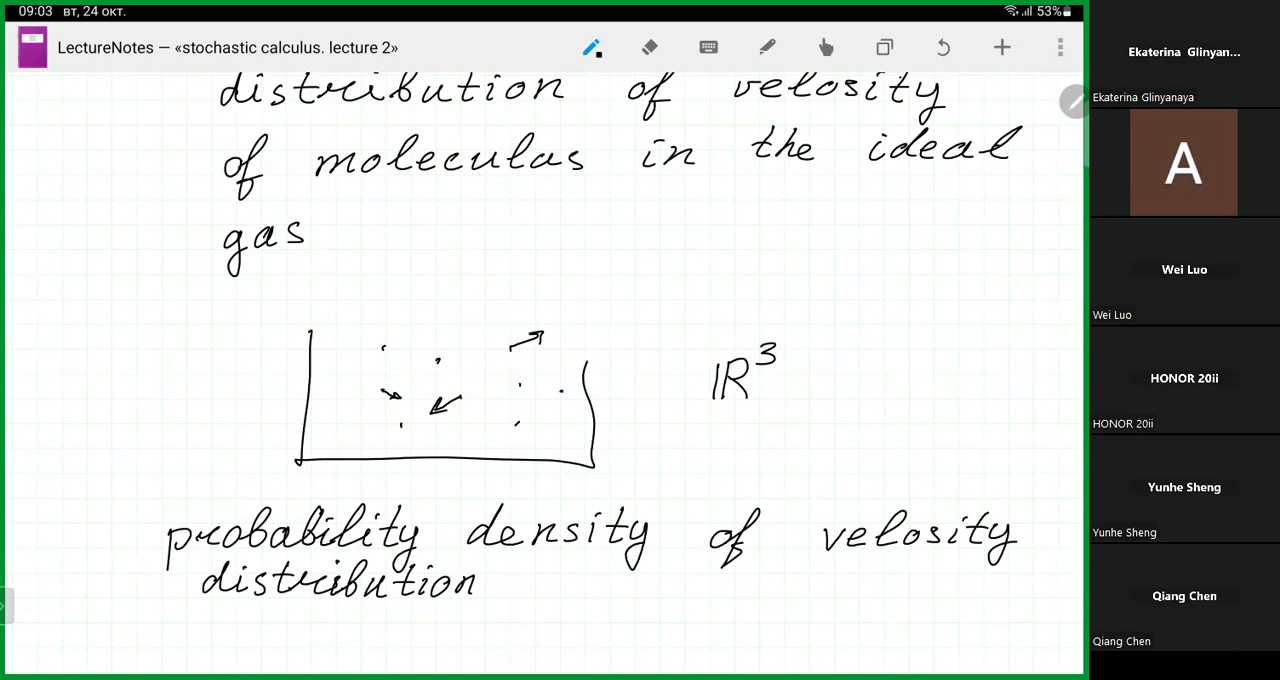 09:03 вт, 24 окт.
53%
LectureNotes — «stochastic calculus. lecture 2»
distribution of velosity
of moleculas in the ideal
gas
ℝ³
probability density of velosity
distribution
Ekaterina Glinyan...
Ekaterina Glinyanaya
A
Wei Luo
Wei Luo
HONOR 20ii
HONOR 20ii
Yunhe Sheng
Yunhe Sheng
Qiang Chen
Qiang Chen